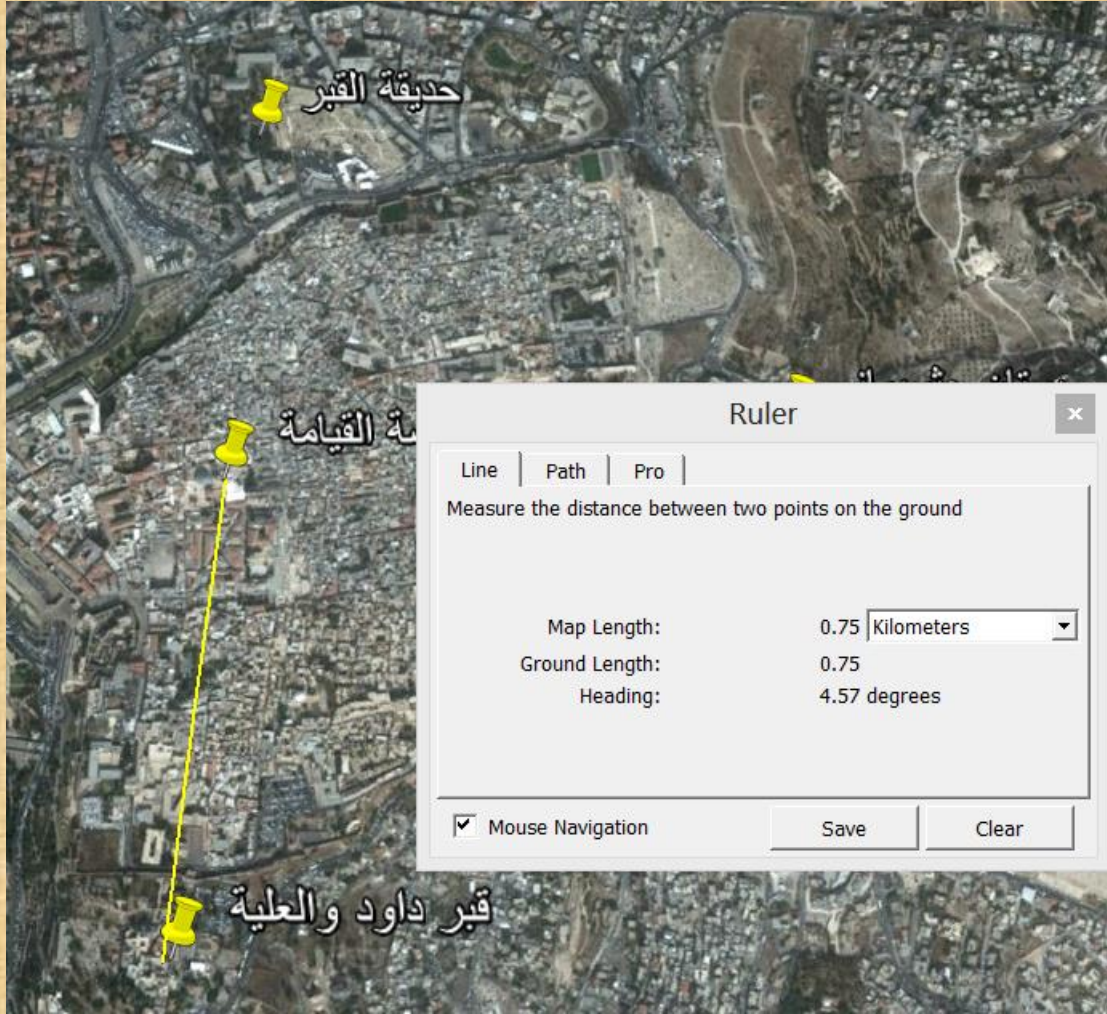 حديقة القبر
القيامة
Ruler
Line
Path
Pro
Measure the distance between two points on the ground
Map Length: 0.75 Kilometers
Ground Length: 0.75
Heading: 4.57 degrees
Mouse Navigation
Save
Clear
قبر داود والعلية